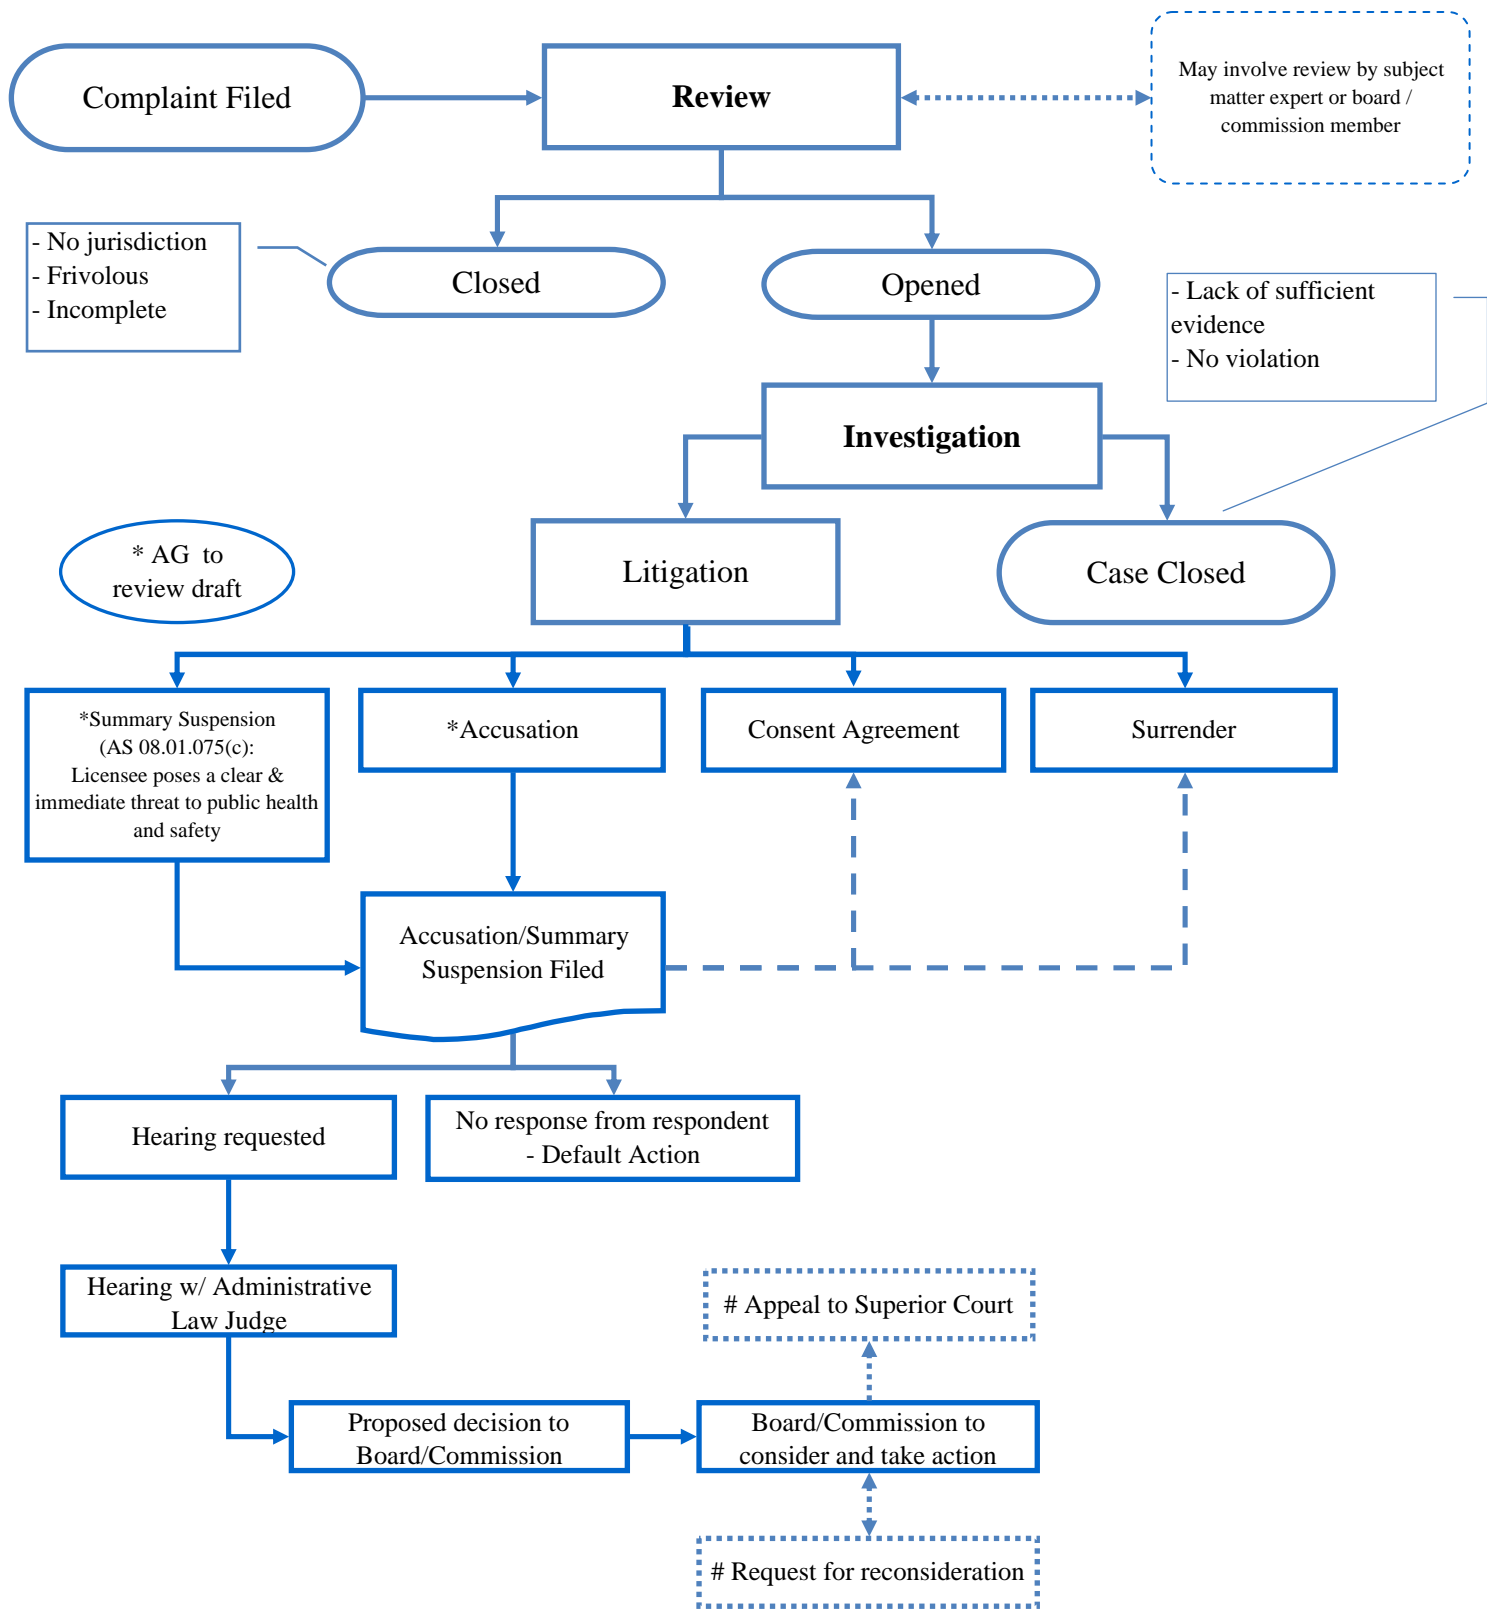 Complaint Filed
Review
May involve review by subject
matter expert or board /
commission member
- No jurisdiction
- Frivolous
- Incomplete
Closed
Opened
- Lack of sufficient
evidence
- No violation
Investigation
* AG  to
review draft
Litigation
Case Closed
*Summary Suspension
(AS 08.01.075(c):
Licensee poses a clear &
immediate threat to public health
and safety
*Accusation
Consent Agreement
Surrender
Accusation/Summary
Suspension Filed
Hearing requested
No response from respondent
- Default Action
Hearing w/ Administrative
Law Judge
# Appeal to Superior Court
Proposed decision to
Board/Commission
Board/Commission to
consider and take action
# Request for reconsideration